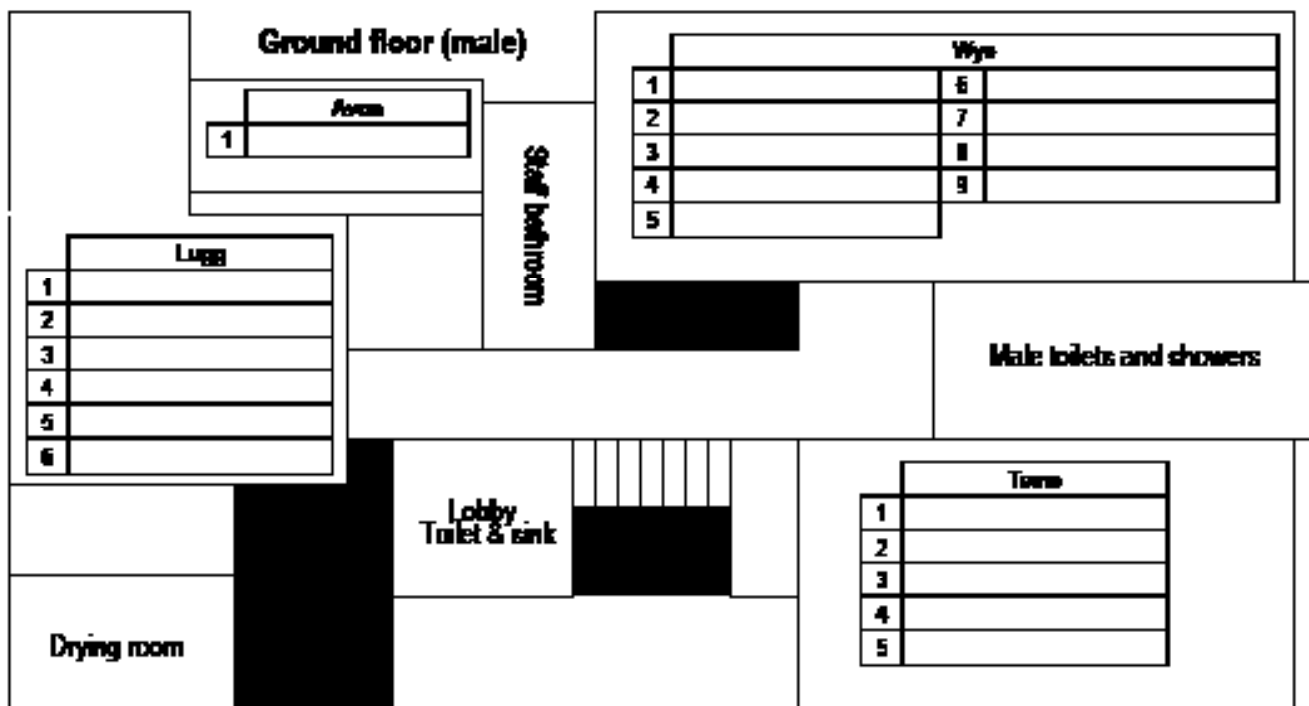 Ground floor (male)
Wye
1
6
2
7
3
8
4
9
5
Avon
1
Staff bathroom
Lugg
1
2
3
4
5
6
Male toilets and showers
Lobby
Toilet & sink
Teme
1
2
3
4
5
Drying room